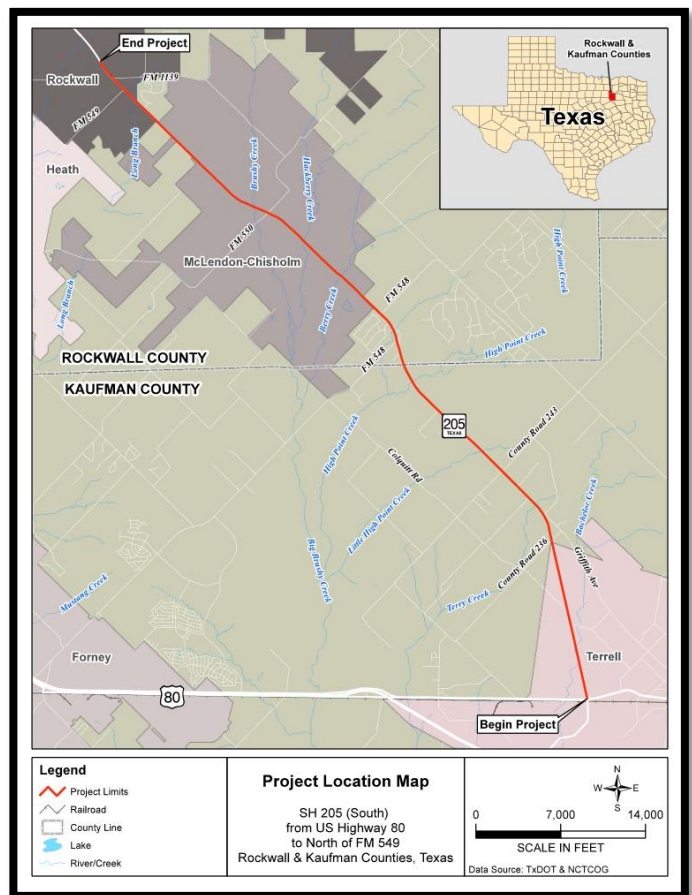 End Project
Rockwall
FM 1139
FM 549
Long Branch
Heath
Brushy Creek
Hackberry Creek
Rockwall &
Kaufman Counties
Texas
FM 550
McLendon-Chisholm
High Point Creek
Long Branch
Berry Creek
FM 548
ROCKWALL COUNTY
FM 548
High Point Creek
KAUFMAN COUNTY
205
TEXAS
County Road 243
High Point Creek
Colquitt Rd
Little High Point Creek
Bachelor Creek
Big Brushy Creek
County Road 236
Griffith Ave
Mustang Creek
Terry Creek
Forney
Terrell
80
Begin Project
Legend
Project Limits
Railroad
County Line
Lake
River/Creek
Project Location Map
SH 205 (South)
from US Highway 80
to North of FM 549
Rockwall & Kaufman Counties, Texas
N
W E
S
0 7,000 14,000
SCALE IN FEET
Data Source: TxDOT & NCTCOG